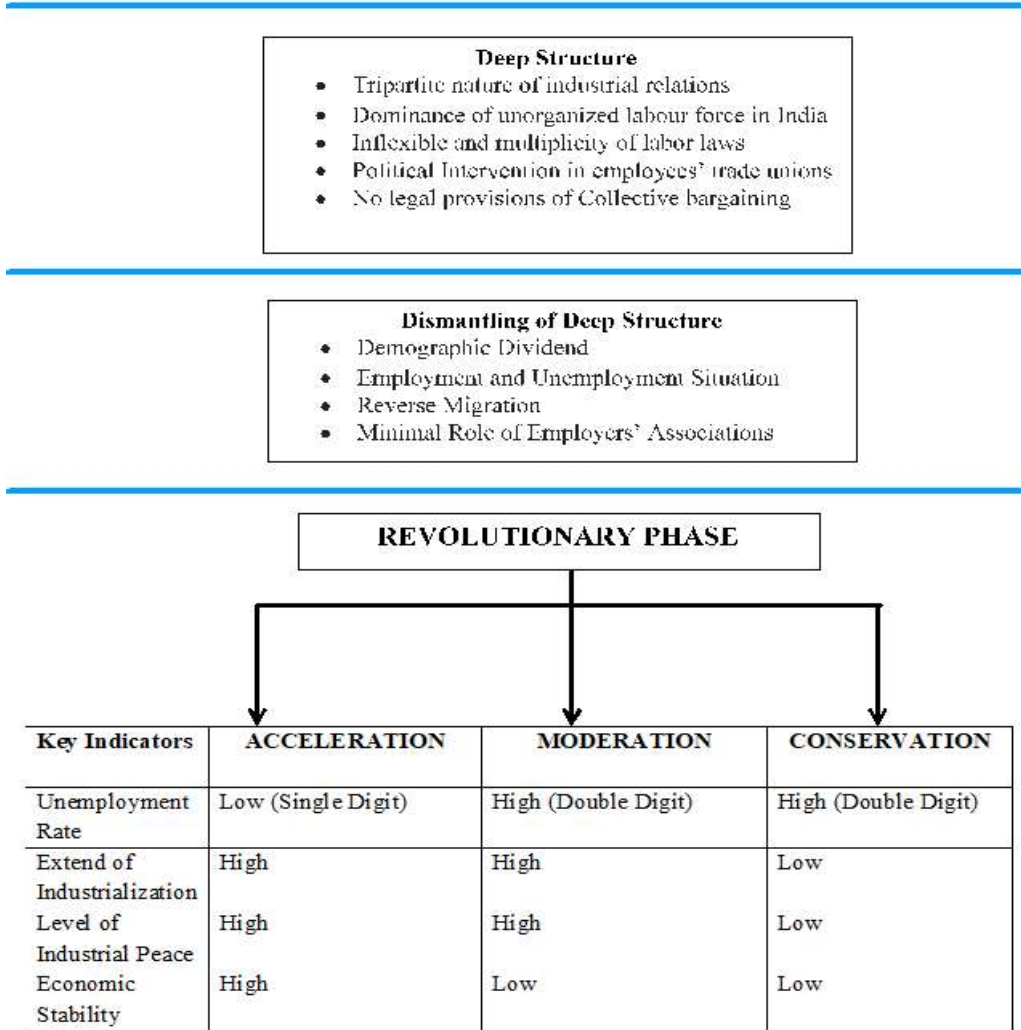 Deep Structure
• Tripartite nature of industrial relations
• Dominance of unorganized labour force in India
• Inflexible and multiplicity of labor laws
• Political Intervention in employees' trade unions
• No legal provisions of Collective bargaining
Dismantling of Deep Structure
• Demographic Dividend
• Employment and Unemployment Situation
• Reverse Migration
• Minimal Role of Employers' Associations
REVOLUTIONARY PHASE
Key Indicators ACCELERATION MODERATION CONSERVATION
Unemployment Low (Single Digit) High (Double Digit) High (Double Digit)
Rate
Extend of High High Low
Industrialization
Level of High High Low
Industrial Peace
Economic High Low Low
Stability